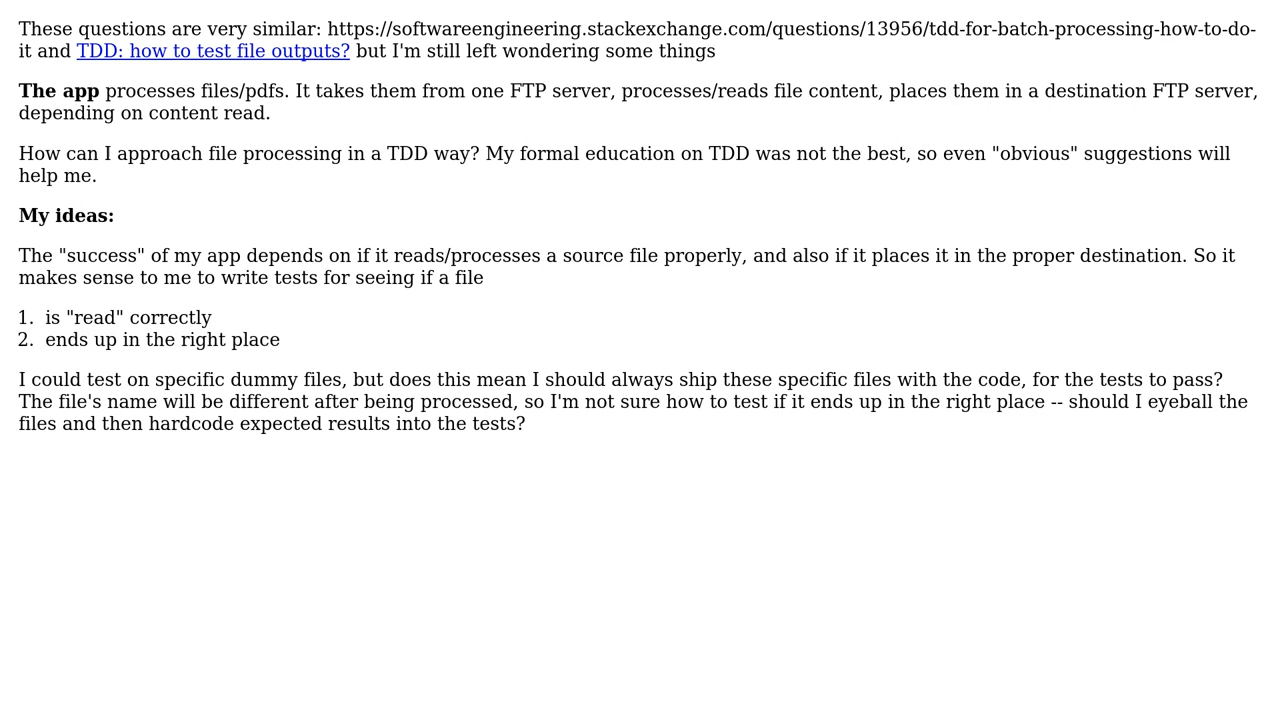 These questions are very similar: https://softwareengineering.stackexchange.com/questions/13956/tdd-for-batch-processing-how-to-do-
it and TDD: how to test file outputs? but I'm still left wondering some things
The app processes files/pdfs. It takes them from one FTP server, processes/reads file content, places them in a destination FTP server,
depending on content read.
How can I approach file processing in a TDD way? My formal education on TDD was not the best, so even "obvious" suggestions will
help me.
My ideas:
The "success" of my app depends on if it reads/processes a source file properly, and also if it places it in the proper destination. So it
makes sense to me to write tests for seeing if a file
1. is "read" correctly
2. ends up in the right place
I could test on specific dummy files, but does this mean I should always ship these specific files with the code, for the tests to pass?
The file's name will be different after being processed, so I'm not sure how to test if it ends up in the right place -- should I eyeball the
files and then hardcode expected results into the tests?